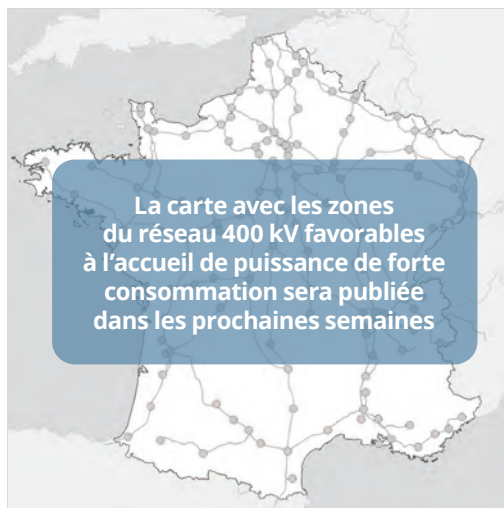 La carte avec les zones
du réseau 400 kV favorables
à l’accueil de puissance de forte
consommation sera publiée
dans les prochaines semaines